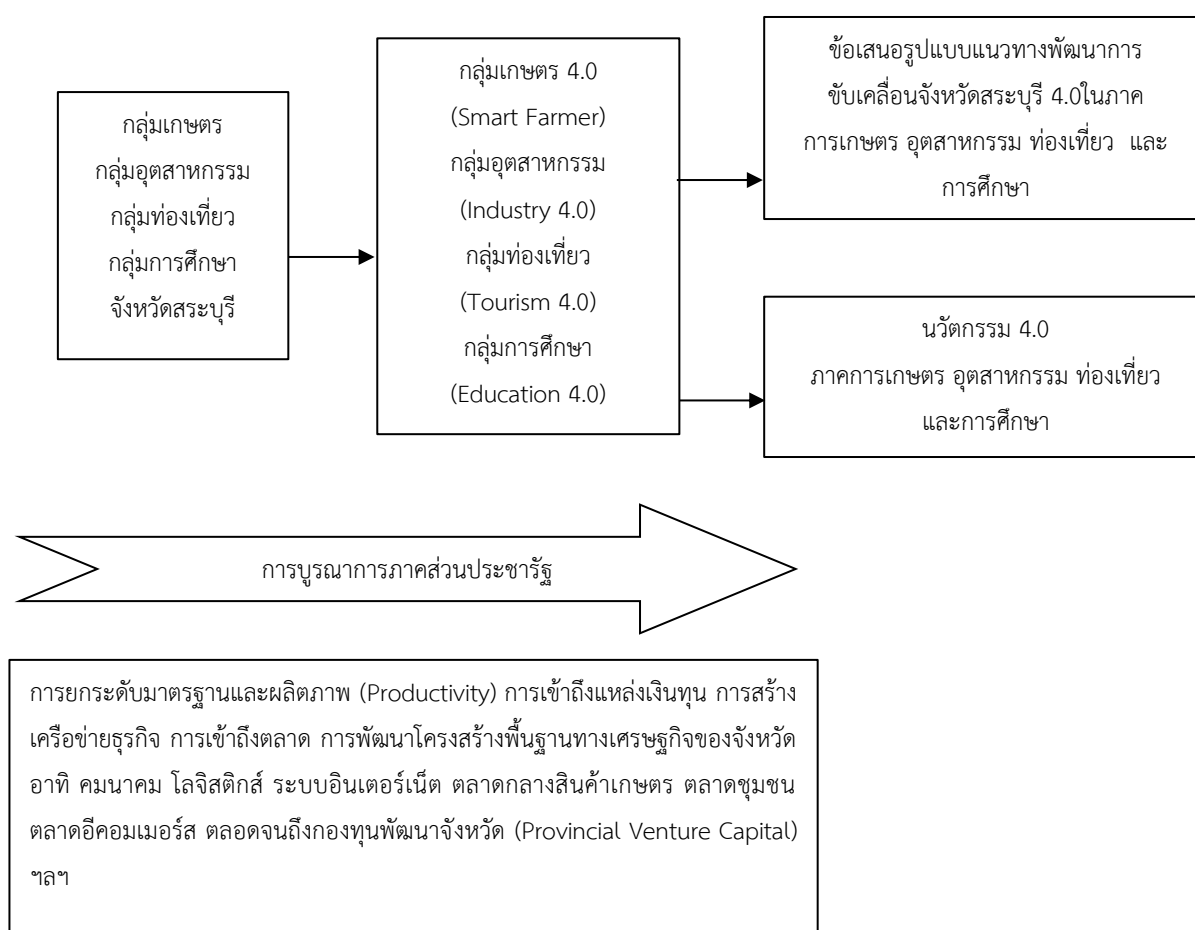 กลุ่มเกษตร
กลุ่มอุตสาหกรรม
กลุ่มท่องเที่ยว
กลุ่มการศึกษา
จังหวัดสระบุรี
กลุ่มเกษตร 4.0
(Smart Farmer)
กลุ่มอุตสาหกรรม
(Industry 4.0)
กลุ่มท่องเที่ยว
(Tourism 4.0)
กลุ่มการศึกษา
(Education 4.0)
ข้อเสนอรูปแบบแนวทางพัฒนาการ
ขับเคลื่อนจังหวัดสระบุรี 4.0ในภาค
การเกษตร อุตสาหกรรม ท่องเที่ยว และ
การศึกษา
นวัตกรรม 4.0
ภาคการเกษตร อุตสาหกรรม ท่องเที่ยว
และการศึกษา
การบูรณาการภาคส่วนประชารัฐ
การยกระดับมาตรฐานและผลิตภาพ (Productivity) การเข้าถึงแหล่งเงินทุน การสร้าง
เครือข่ายธุรกิจ การเข้าถึงตลาด การพัฒนาโครงสร้างพื้นฐานทางเศรษฐกิจของจังหวัด
อาทิ คมนาคม โลจิสติกส์ ระบบอินเตอร์เน็ต ตลาดกลางสินค้าเกษตร ตลาดชุมชน
ตลาดอีคอมเมอร์ส ตลอดจนถึงกองทุนพัฒนาจังหวัด (Provincial Venture Capital)
ฯลฯ